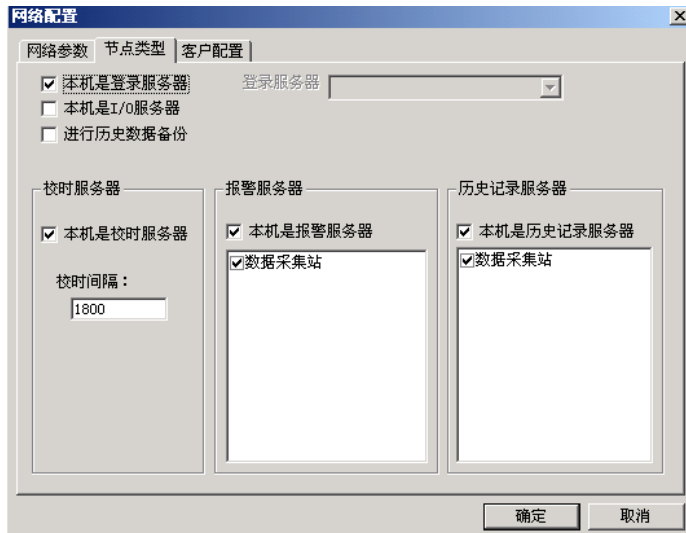 网络配置
网络参数 节点类型 客户配置
本机是登录服务器 登录服务器
本机是I/O服务器
进行历史数据备份
校时服务器 报警服务器 历史记录服务器
本机是校时服务器 本机是报警服务器 本机是历史记录服务器
数据采集站 数据采集站
校时间隔：
1800
确定 取消